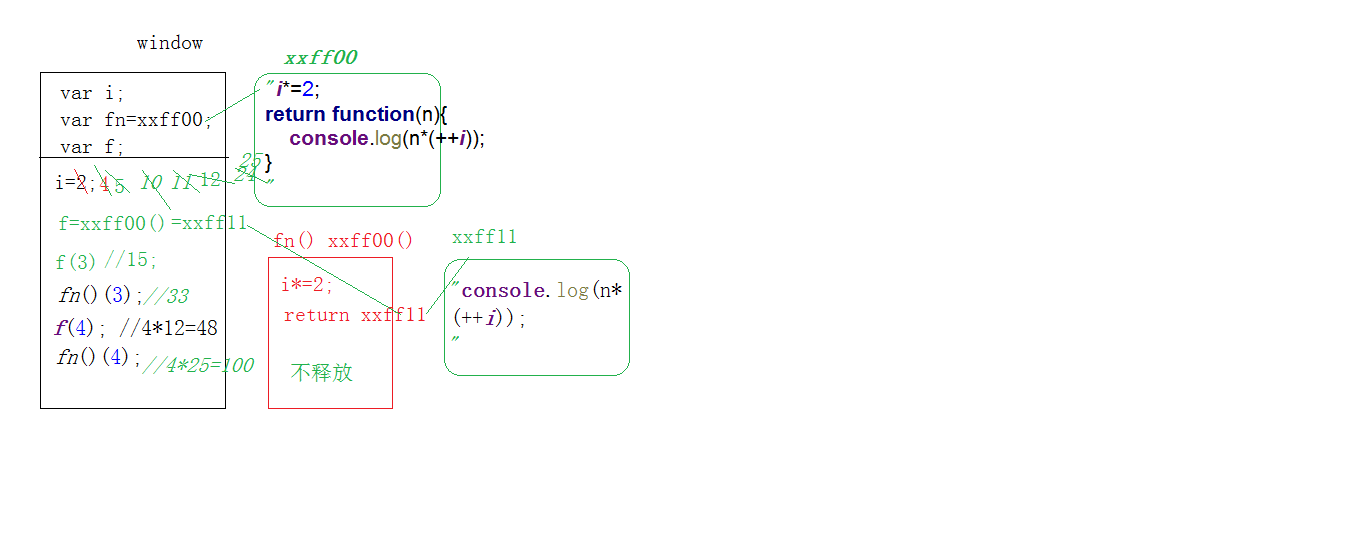 window
var i;
var fn=xxff00;
var f;
i=2; 4 5 10 11 12 24 25
f=xxff00()=xxff11
f(3) //15;
fn()(3);//33
f(4); //4*12=48
fn()(4);//4*25=100
xxff00
"i*=2;
return function(n){
console.log(n*(++i));
}
"
fn() xxff00()
i*=2;
return xxff11
不释放
xxff11
"console.log(n*
(++i));
"